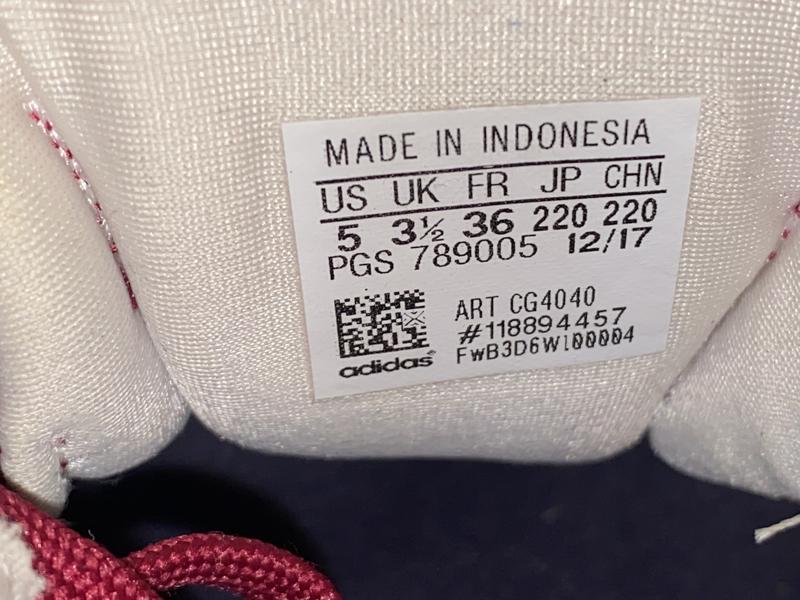 MADE IN INDONESIA
US UK FR JP CHN
5 3½ 36 220 220
PGS 789005 12/17
ART CG4040
#118894457
FwB3D6Wl00004
adidas